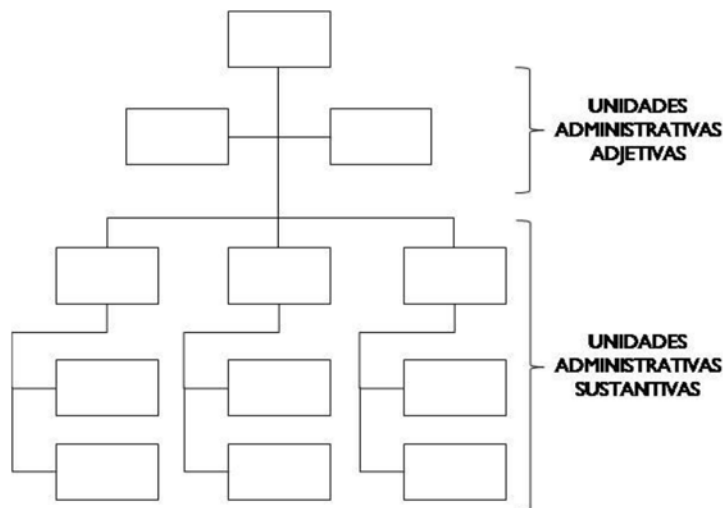 UNIDADES
ADMINISTRATIVAS
ADJETIVAS
UNIDADES
ADMINISTRATIVAS
SUSTANTIVAS